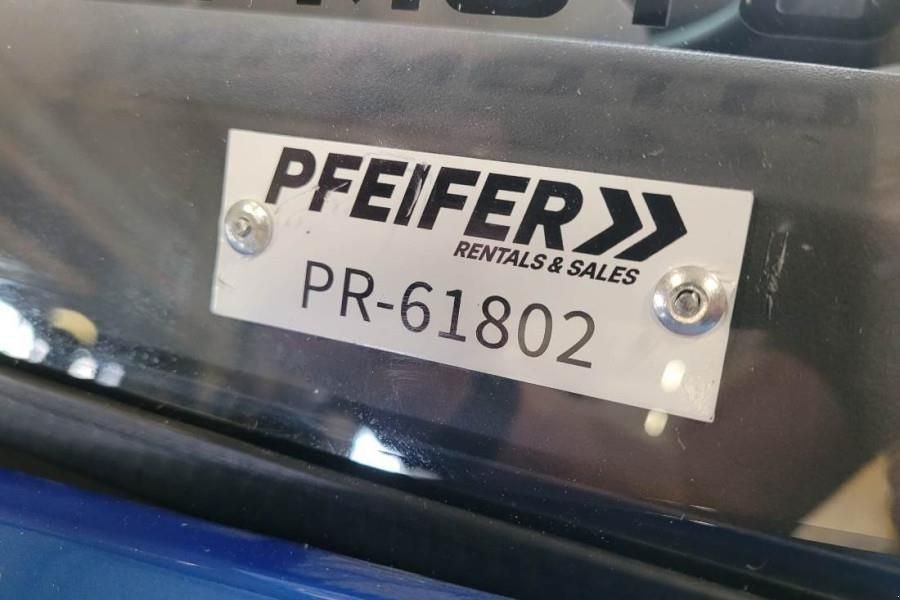 PFEIFER
RENTALS & SALES
PR-61802